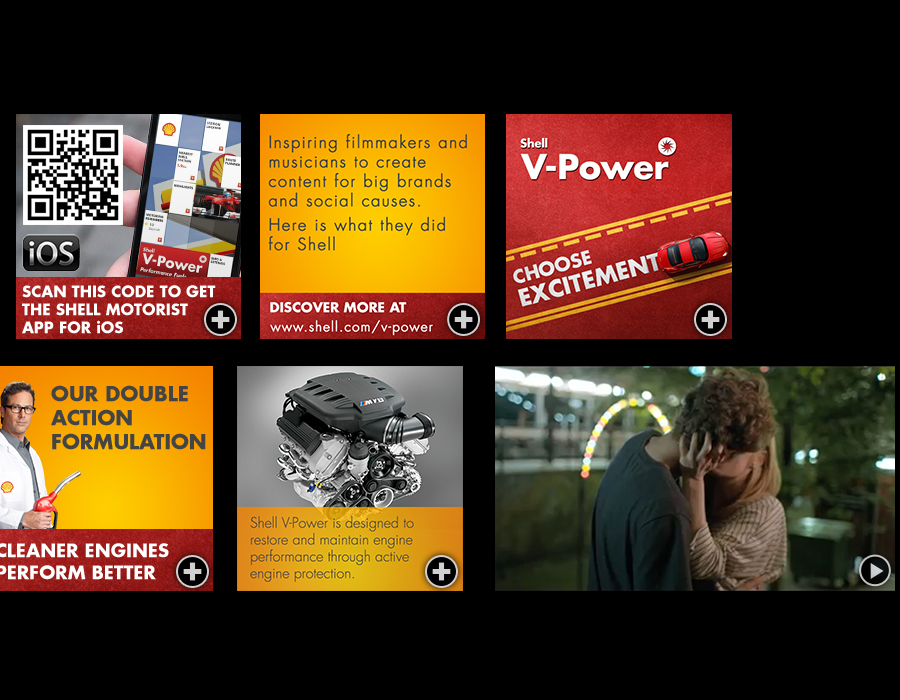 iOS
Shell
V-Power
Performance Fuels
SCAN THIS CODE TO GET
THE SHELL MOTORIST
APP FOR iOS
Inspiring filmmakers and
musicians to create
content for big brands
and social causes.
Here is what they did
for Shell
DISCOVER MORE AT
www.shell.com/v-power
Shell
V-Power
CHOOSE
EXCITEMENT
OUR DOUBLE
ACTION
FORMULATION
CLEANER ENGINES
PERFORM BETTER
Shell V-Power is designed to
restore and maintain engine
performance through active
engine protection.